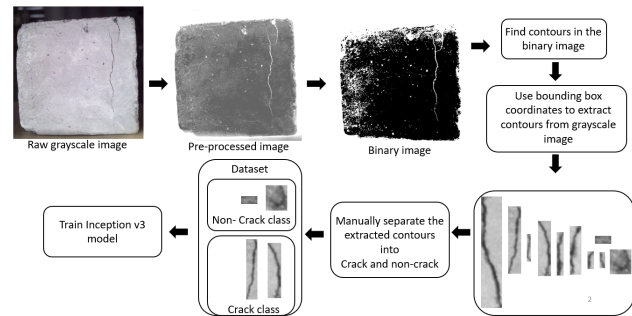 Raw grayscale image
Pre-processed image
Binary image
Find contours in the
binary image
Use bounding box
coordinates to extract
contours from grayscale
image
2
Manually separate the
extracted contours
into
Crack and non-crack
Dataset
Non- Crack class
Crack class
Train Inception v3
model